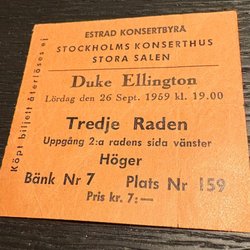 ESTRAD KONSERTBYRÅ
STOCKHOLMS KONSERTHUS
STORA SALEN
Duke Ellington
Lördag den 26 Sept. 1959 kl. 19.00
Tredje Raden
Uppgång 2:a radens sida vänster
Höger
Bänk Nr 7 Plats Nr 159
Pris kr. 7:—
Köpt biljett återlöses ej